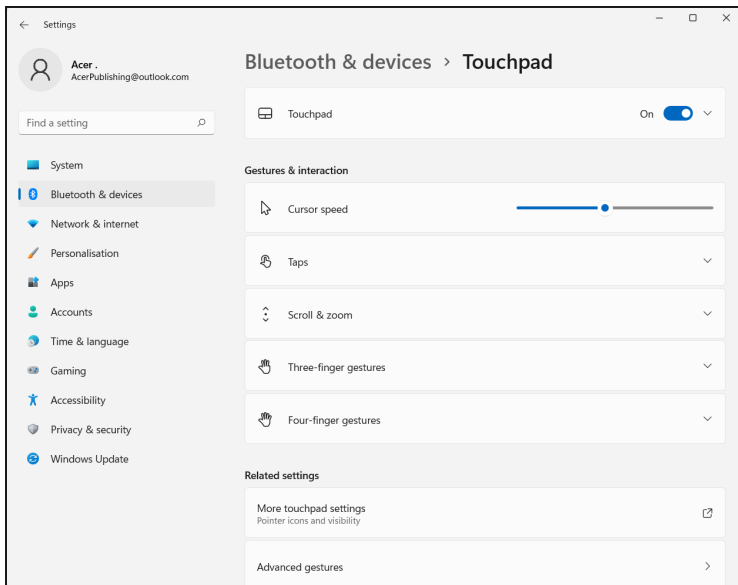 Settings
Acer .
AcerPublishing@outlook.com
Find a setting
System
Bluetooth & devices
Network & internet
Personalisation
Apps
Accounts
Time & language
Gaming
Accessibility
Privacy & security
Windows Update
Bluetooth & devices > Touchpad
Touchpad On
Gestures & interaction
Cursor speed
Taps
Scroll & zoom
Three-finger gestures
Four-finger gestures
Related settings
More touchpad settings
Pointer icons and visibility
Advanced gestures